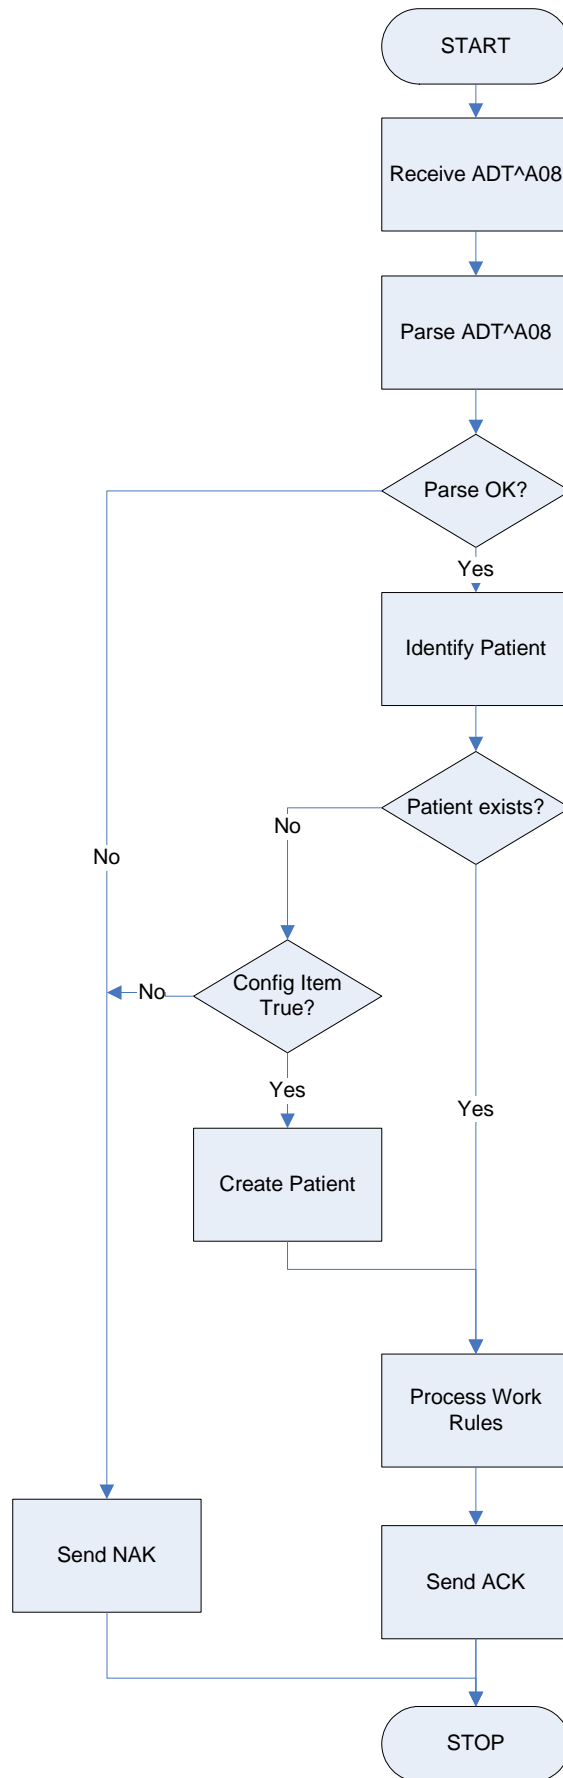 START
Receive ADT^A08
Parse ADT^A08
Parse OK?
Yes
Identify Patient
Patient exists?
No
No
Config Item
True?
No
Yes
Yes
Create Patient
Process Work
Rules
Send NAK
Send ACK
STOP